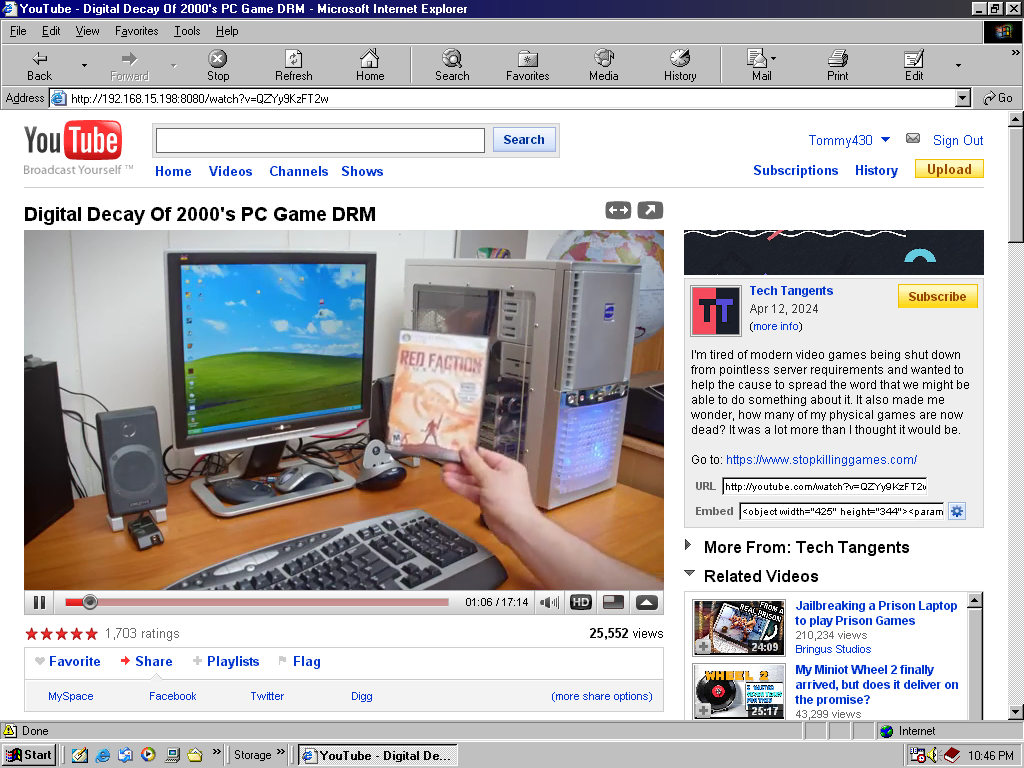 YouTube - Digital Decay Of 2000's PC Game DRM - Microsoft Internet Explorer
File Edit View Favorites Tools Help
Back Forward Stop Refresh Home Search Favorites Media History Mail Print Edit
Address http://192.168.15.198:8080/watch?v=QZYy9KzFT2w Go
YouTube
Broadcast Yourself ™
Search
Tommy430 Sign Out
Home Videos Channels Shows
Subscriptions History Upload
Digital Decay Of 2000's PC Game DRM
RED FACTION
M
TT
Tech Tangents
Apr 12, 2024
(more info)
Subscribe
I'm tired of modern video games being shut down
from pointless server requirements and wanted to
help the cause to spread the word that we might be
able to do something about it. It also made me
wonder, how many of my physical games are now
dead? It was a lot more than I thought it would be.
Go to: https://www.stopkillinggames.com/
URL http://youtube.com/watch?v=QZYy9KzFT2w
Embed <object width="425" height="344"><param
More From: Tech Tangents
Related Videos
01:06 / 17:14 HD
1,703 ratings
25,552 views
Favorite Share Playlists Flag
MySpace Facebook Twitter Digg (more share options)
FROM A
REAL PRISON
24:09
Jailbreaking a Prison Laptop
to play Prison Games
210,234 views
Bringus Studios
WHEEL 2
25:17
My Miniot Wheel 2 finally
arrived, but does it deliver on
the promise?
43,299 views
Done
Internet
Start Storage YouTube - Digital De... 10:46 PM